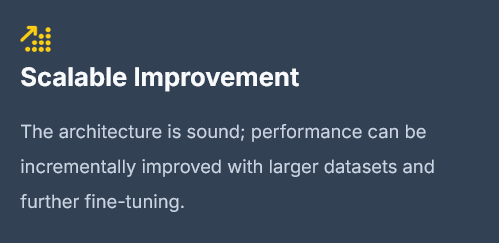 Scalable Improvement
The architecture is sound; performance can be
incrementally improved with larger datasets and
further fine-tuning.